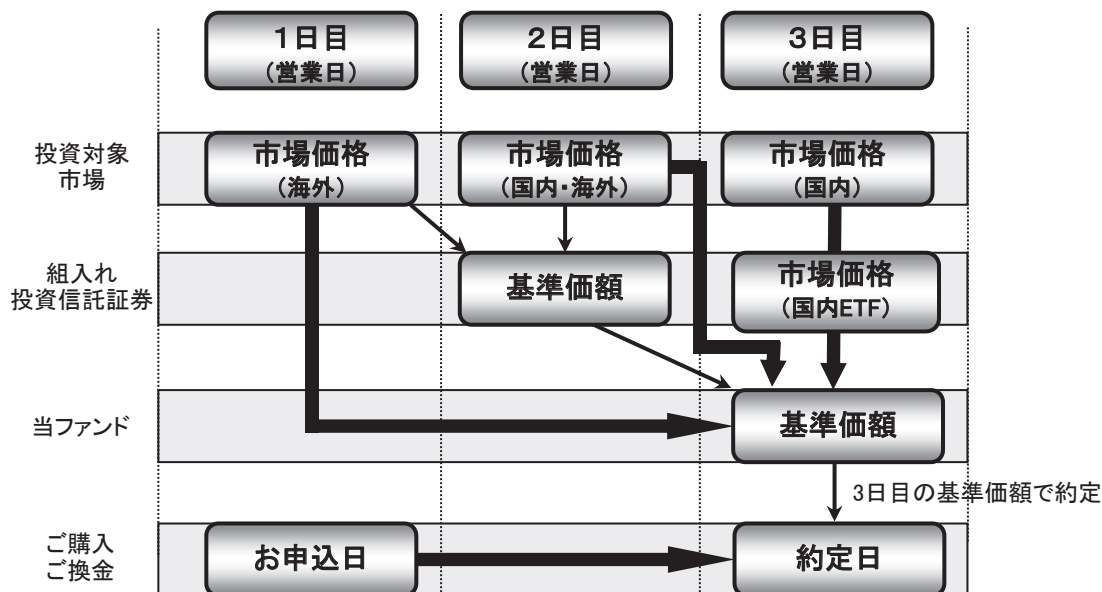 1日目
(営業日)
2日目
(営業日)
3日目
(営業日)
投資対象
市場
市場価格
(海外)
市場価格
(国内・海外)
市場価格
(国内)
組入れ
投資信託証券
基準価額
市場価格
(国内ETF)
当ファンド
基準価額
3日目の基準価額で約定
ご購入
ご換金
お申込日
約定日